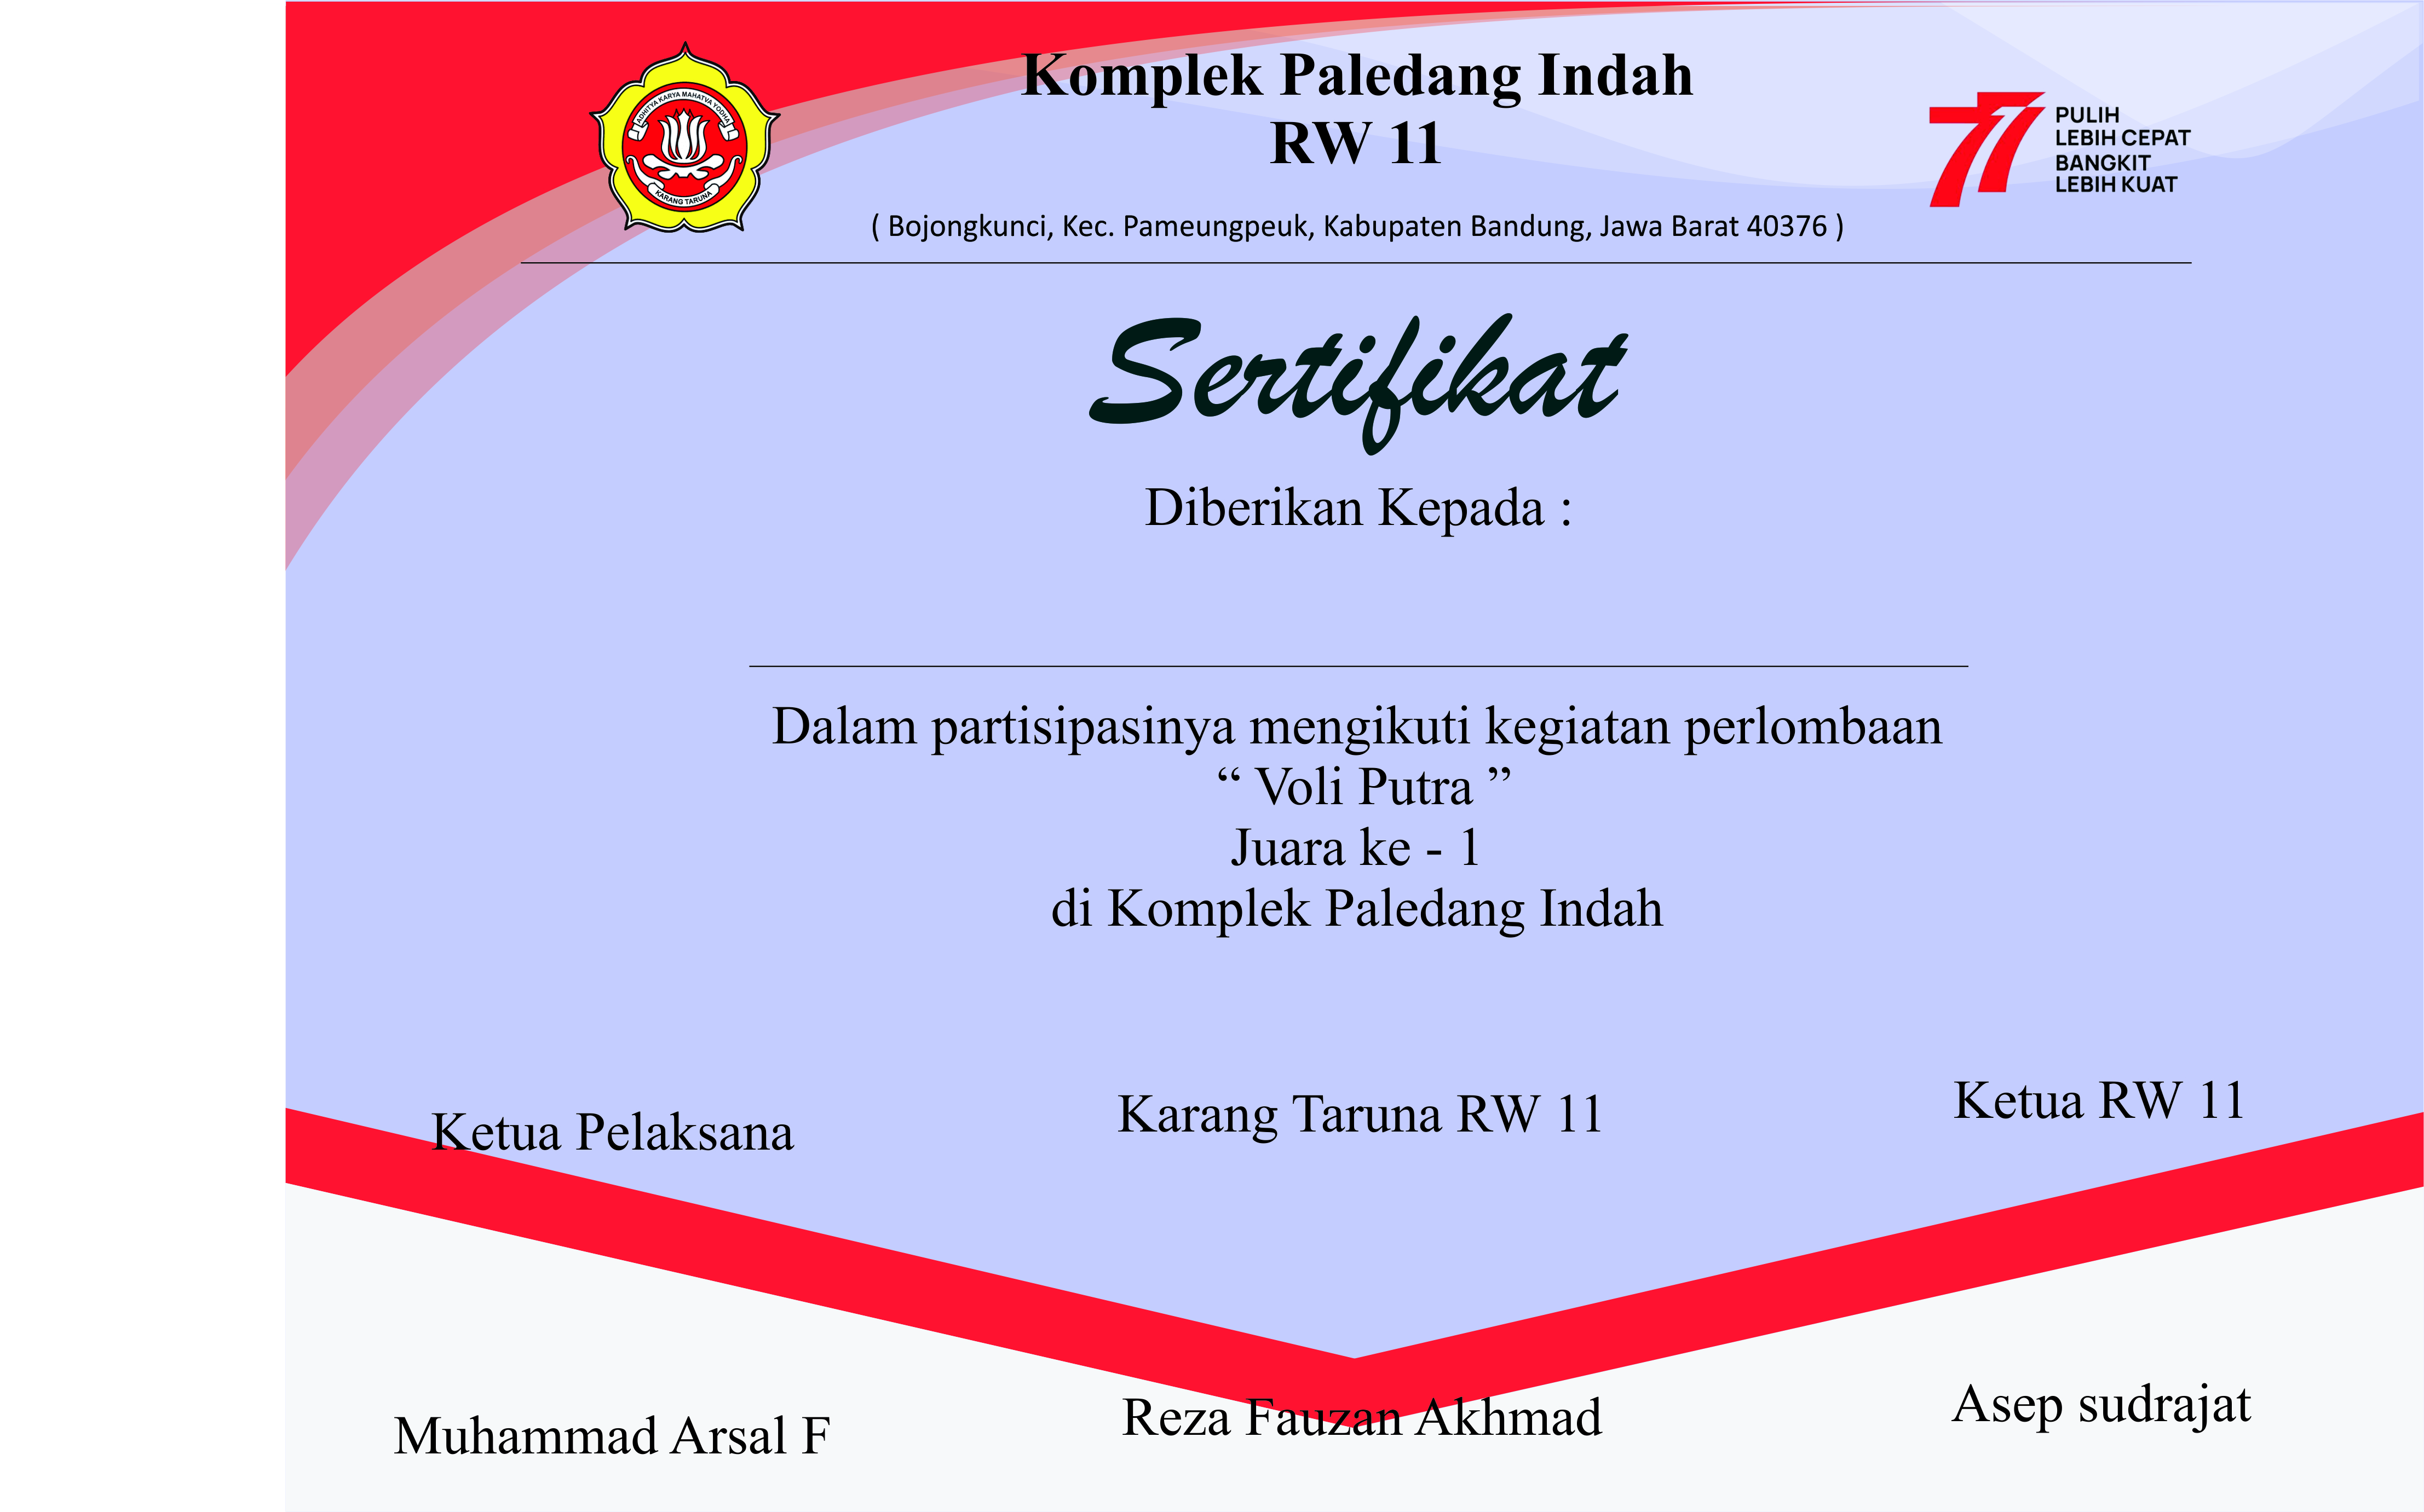 ADHITYA KARYA MAHATVA YODHA
KARANG TARUNA
Komplek Paledang Indah
RW 11
( Bojongkunci, Kec. Pameungpeuk, Kabupaten Bandung, Jawa Barat 40376 )
77
PULIH
LEBIH CEPAT
BANGKIT
LEBIH KUAT
Sertifikat
Diberikan Kepada :
Dalam partisipasinya mengikuti kegiatan perlombaan
“ Voli Putra ”
Juara ke - 1
di Komplek Paledang Indah
Ketua Pelaksana
Karang Taruna RW 11
Ketua RW 11
Muhammad Arsal F
Reza Fauzan Akhmad
Asep sudrajat